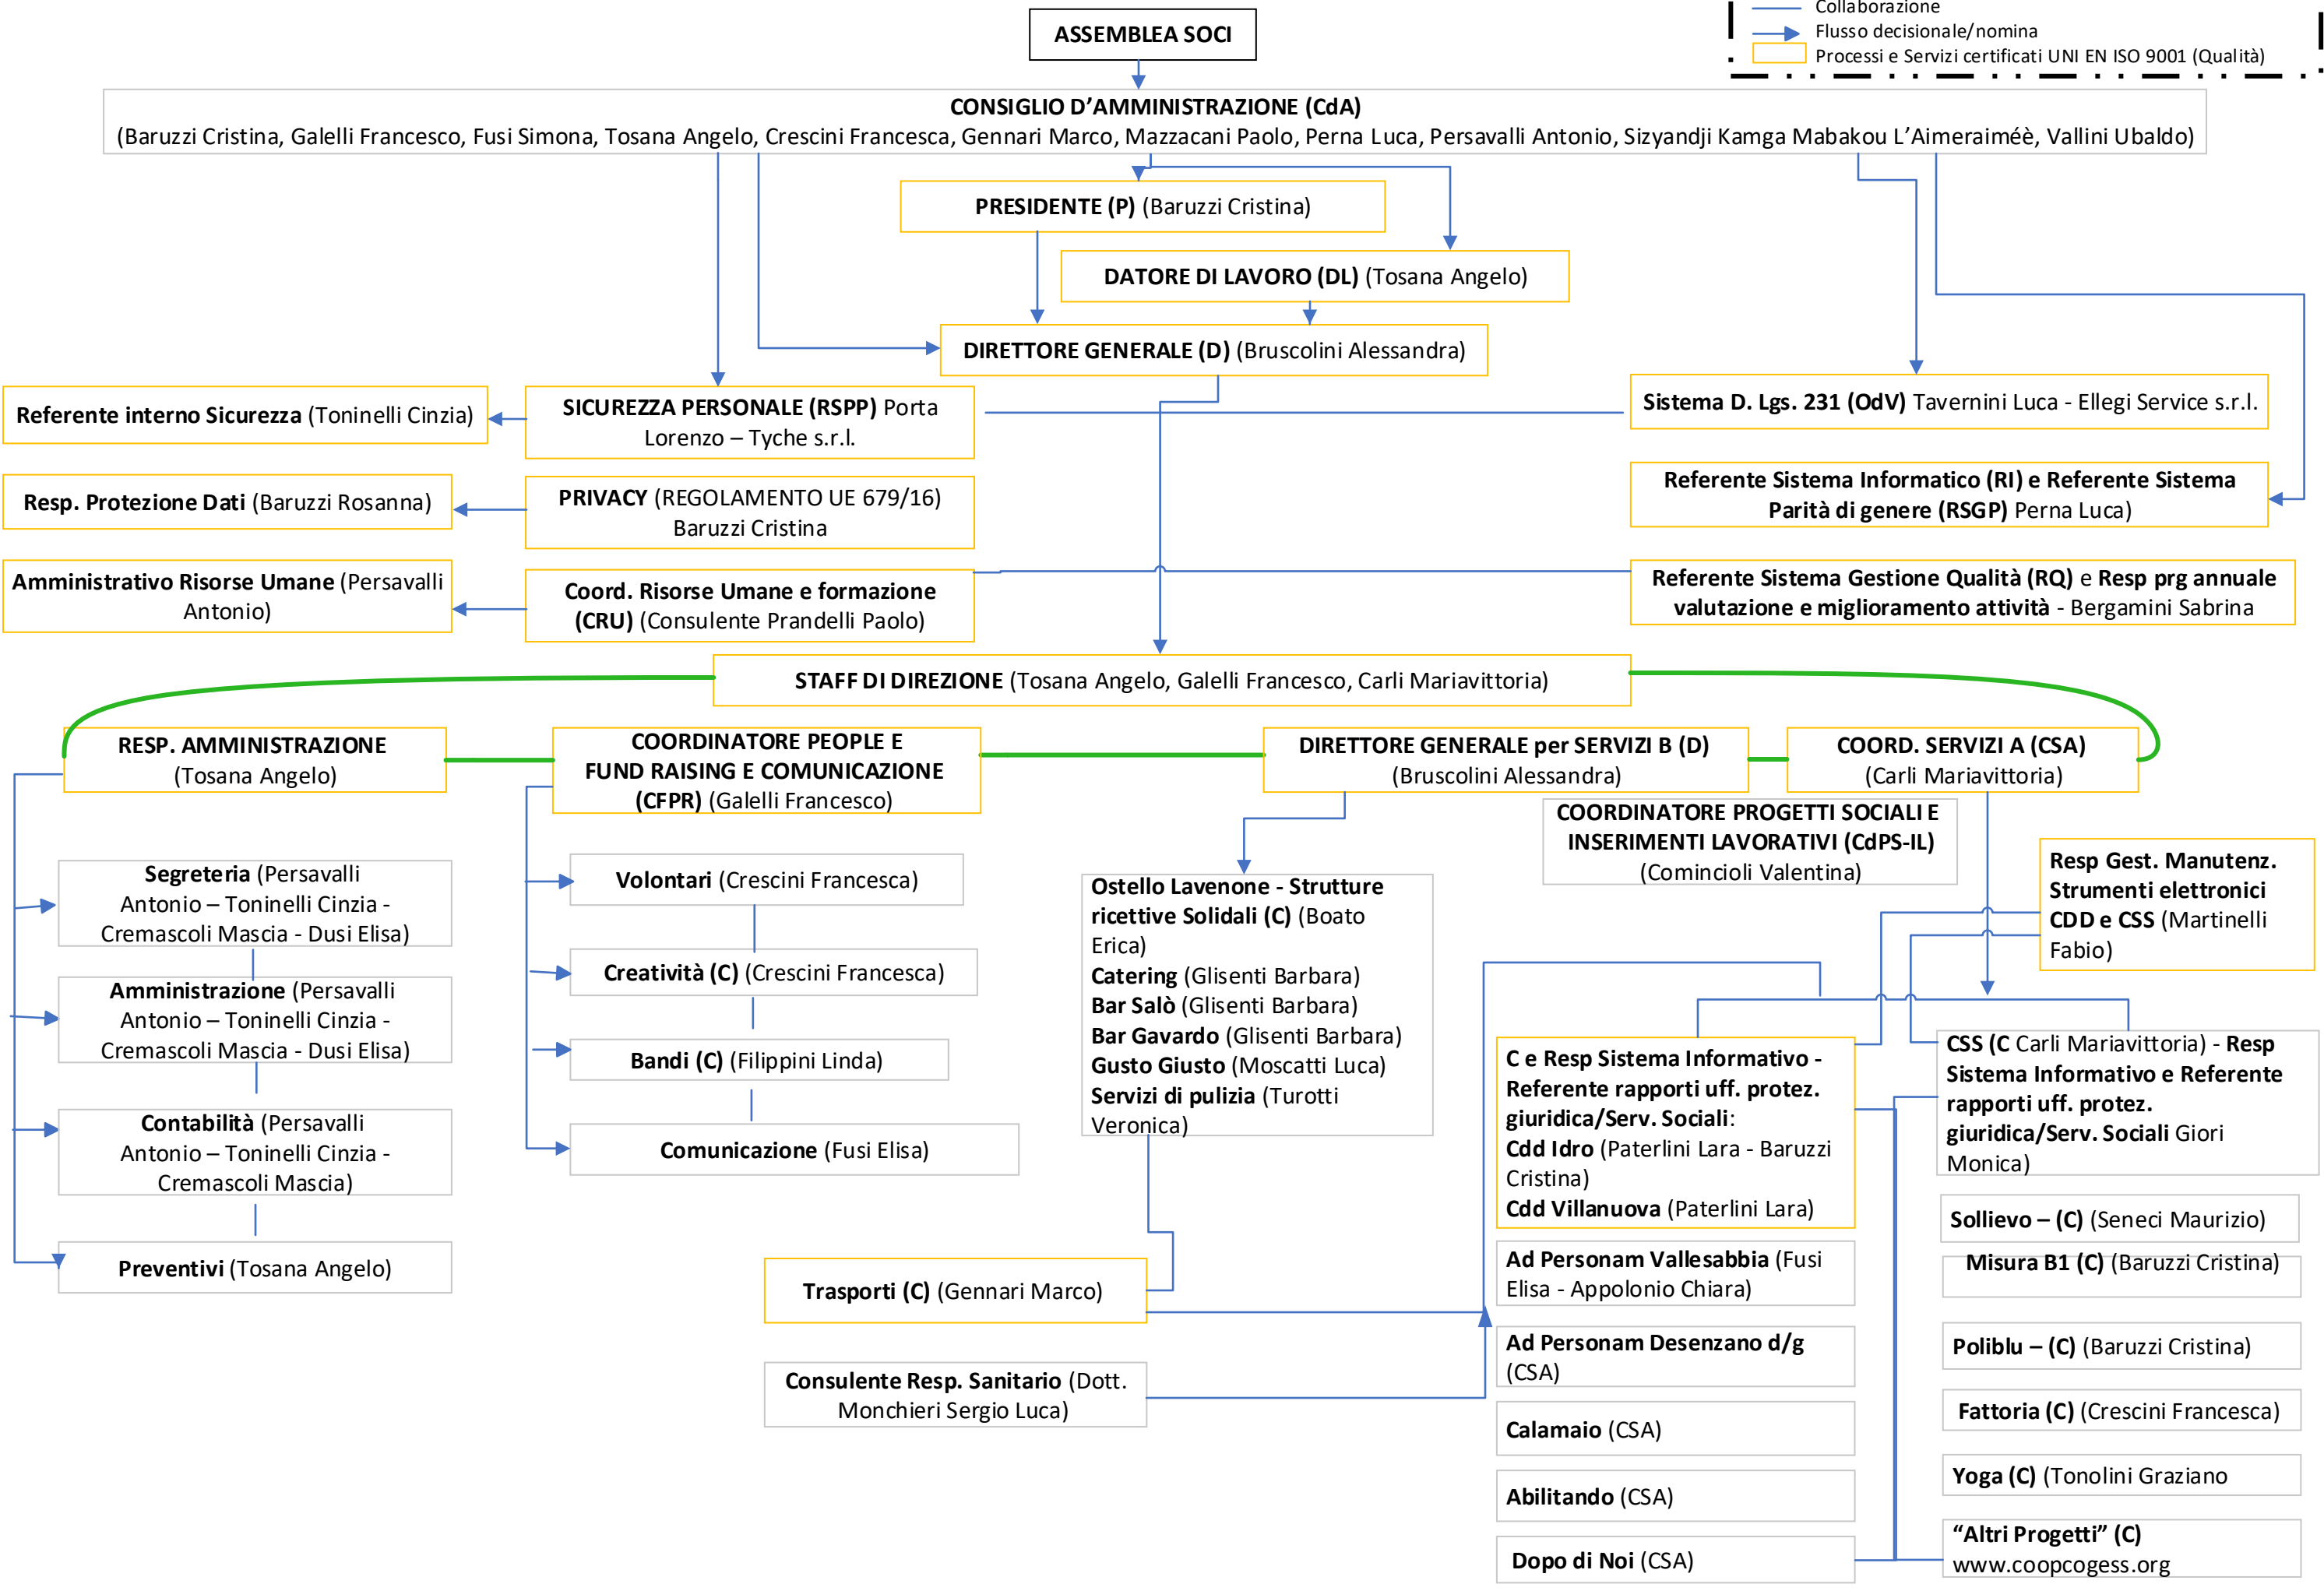 Collaborazione
Flusso decisionale/nomina
Processi e Servizi certificati UNI EN ISO 9001 (Qualità)
ASSEMBLEA SOCI
CONSIGLIO D’AMMINISTRAZIONE (CdA)
(Baruzzi Cristina, Galelli Francesco, Fusi Simona, Tosana Angelo, Crescini Francesca, Gennari Marco, Mazzacani Paolo, Perna Luca, Persavalli Antonio, Sizyandji Kamga Mabakou L’Aimeraiméè, Vallini Ubaldo)
PRESIDENTE (P) (Baruzzi Cristina)
DATORE DI LAVORO (DL) (Tosana Angelo)
DIRETTORE GENERALE (D) (Bruscolini Alessandra)
Referente interno Sicurezza (Toninelli Cinzia)
SICUREZZA PERSONALE (RSPP) Porta
Lorenzo – Tyche s.r.l.
Sistema D. Lgs. 231 (OdV) Tavernini Luca - Ellegi Service s.r.l.
Resp. Protezione Dati (Baruzzi Rosanna)
PRIVACY (REGOLAMENTO UE 679/16)
Baruzzi Cristina
Referente Sistema Informatico (RI) e Referente Sistema
Parità di genere (RSGP) Perna Luca)
Amministrativo Risorse Umane (Persavalli
Antonio)
Coord. Risorse Umane e formazione
(CRU) (Consulente Prandelli Paolo)
Referente Sistema Gestione Qualità (RQ) e Resp prg annuale
valutazione e miglioramento attività - Bergamini Sabrina
STAFF DI DIREZIONE (Tosana Angelo, Galelli Francesco, Carli Mariavittoria)
RESP. AMMINISTRAZIONE
(Tosana Angelo)
COORDINATORE PEOPLE E
FUND RAISING E COMUNICAZIONE
(CFPR) (Galelli Francesco)
DIRETTORE GENERALE per SERVIZI B (D)
(Bruscolini Alessandra)
COORD. SERVIZI A (CSA)
(Carli Mariavittoria)
COORDINATORE PROGETTI SOCIALI E
INSERIMENTI LAVORATIVI (CdPS-IL)
(Comincioli Valentina)
Resp Gest. Manutenz.
Strumenti elettronici
CDD e CSS (Martinelli
Fabio)
Segreteria (Persavalli
Antonio – Toninelli Cinzia -
Cremascoli Mascia - Dusi Elisa)
Amministrazione (Persavalli
Antonio – Toninelli Cinzia -
Cremascoli Mascia - Dusi Elisa)
Contabilità (Persavalli
Antonio – Toninelli Cinzia -
Cremascoli Mascia)
Preventivi (Tosana Angelo)
Volontari (Crescini Francesca)
Creatività (C) (Crescini Francesca)
Bandi (C) (Filippini Linda)
Comunicazione (Fusi Elisa)
Ostello Lavenone - Strutture
ricettive Solidali (C) (Boato
Erica)
Catering (Glisenti Barbara)
Bar Salò (Glisenti Barbara)
Bar Gavardo (Glisenti Barbara)
Gusto Giusto (Moscatti Luca)
Servizi di pulizia (Turotti
Veronica)
Trasporti (C) (Gennari Marco)
Consulente Resp. Sanitario (Dott.
Monchieri Sergio Luca)
C e Resp Sistema Informativo -
Referente rapporti uff. protez.
giuridica/Serv. Sociali:
Cdd Idro (Paterlini Lara - Baruzzi
Cristina)
Cdd Villanuova (Paterlini Lara)
Ad Personam Vallesabbia (Fusi
Elisa - Appolonio Chiara)
Ad Personam Desenzano d/g
(CSA)
Calamaio (CSA)
Abilitando (CSA)
Dopo di Noi (CSA)
CSS (C Carli Mariavittoria) - Resp
Sistema Informativo e Referente
rapporti uff. protez.
giuridica/Serv. Sociali Giori
Monica)
Sollievo – (C) (Seneci Maurizio)
Misura B1 (C) (Baruzzi Cristina)
Poliblu – (C) (Baruzzi Cristina)
Fattoria (C) (Crescini Francesca)
Yoga (C) (Tonolini Graziano
“Altri Progetti” (C)
www.coopcogess.org